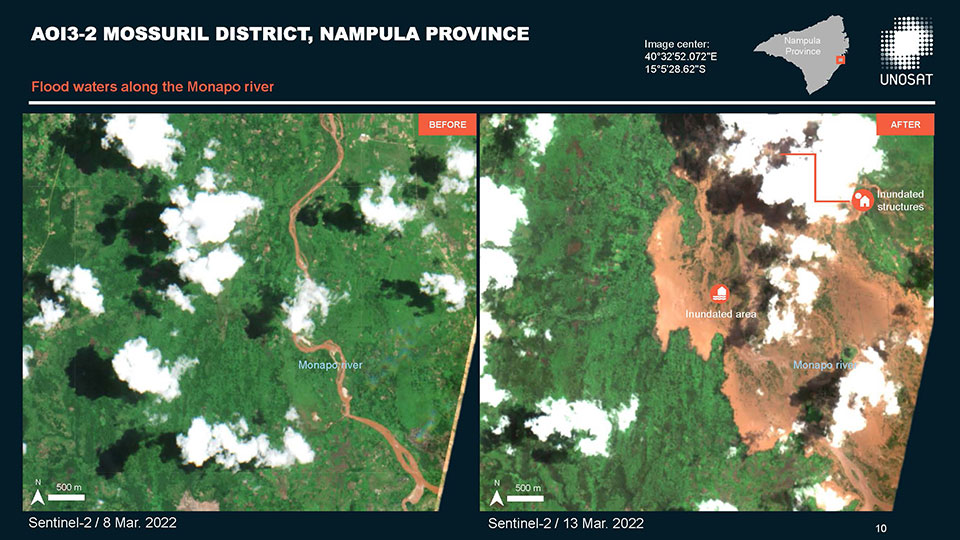 AOI3-2 MOSSURIL DISTRICT, NAMPULA PROVINCE
Flood waters along the Monapo river
Image center:
40°32'52.072"E
15°5'28.62"S
Nampula
Province
UNOSAT
BEFORE
Monapo river
N
500 m
Sentinel-2 / 8 Mar. 2022
AFTER
Inundated
structures
Inundated area
Monapo river
N
500 m
Sentinel-2 / 13 Mar. 2022
10